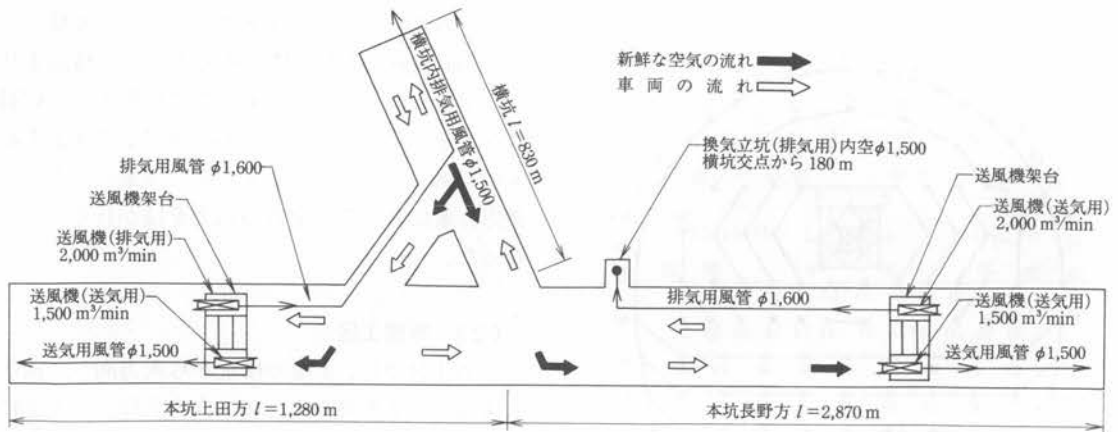 新鮮な空気の流れ
車両の流れ
横坑内排気用風管φ1,500
横坑 l=830 m
換気立坑(排気用)内空φ1,500
横坑交点から 180 m
排気用風管 φ1,600
送風機架台
送風機(排気用)
2,000 m³/min
送風機(送気用)
1,500 m³/min
送気用風管φ1,500
送風機架台
送風機(送気用)
2,000 m³/min
排気用風管 φ1,600
送風機(送気用)
1,500 m³/min
送気用風管φ1,500
本坑上田方 l=1,280 m
本坑長野方 l=2,870 m